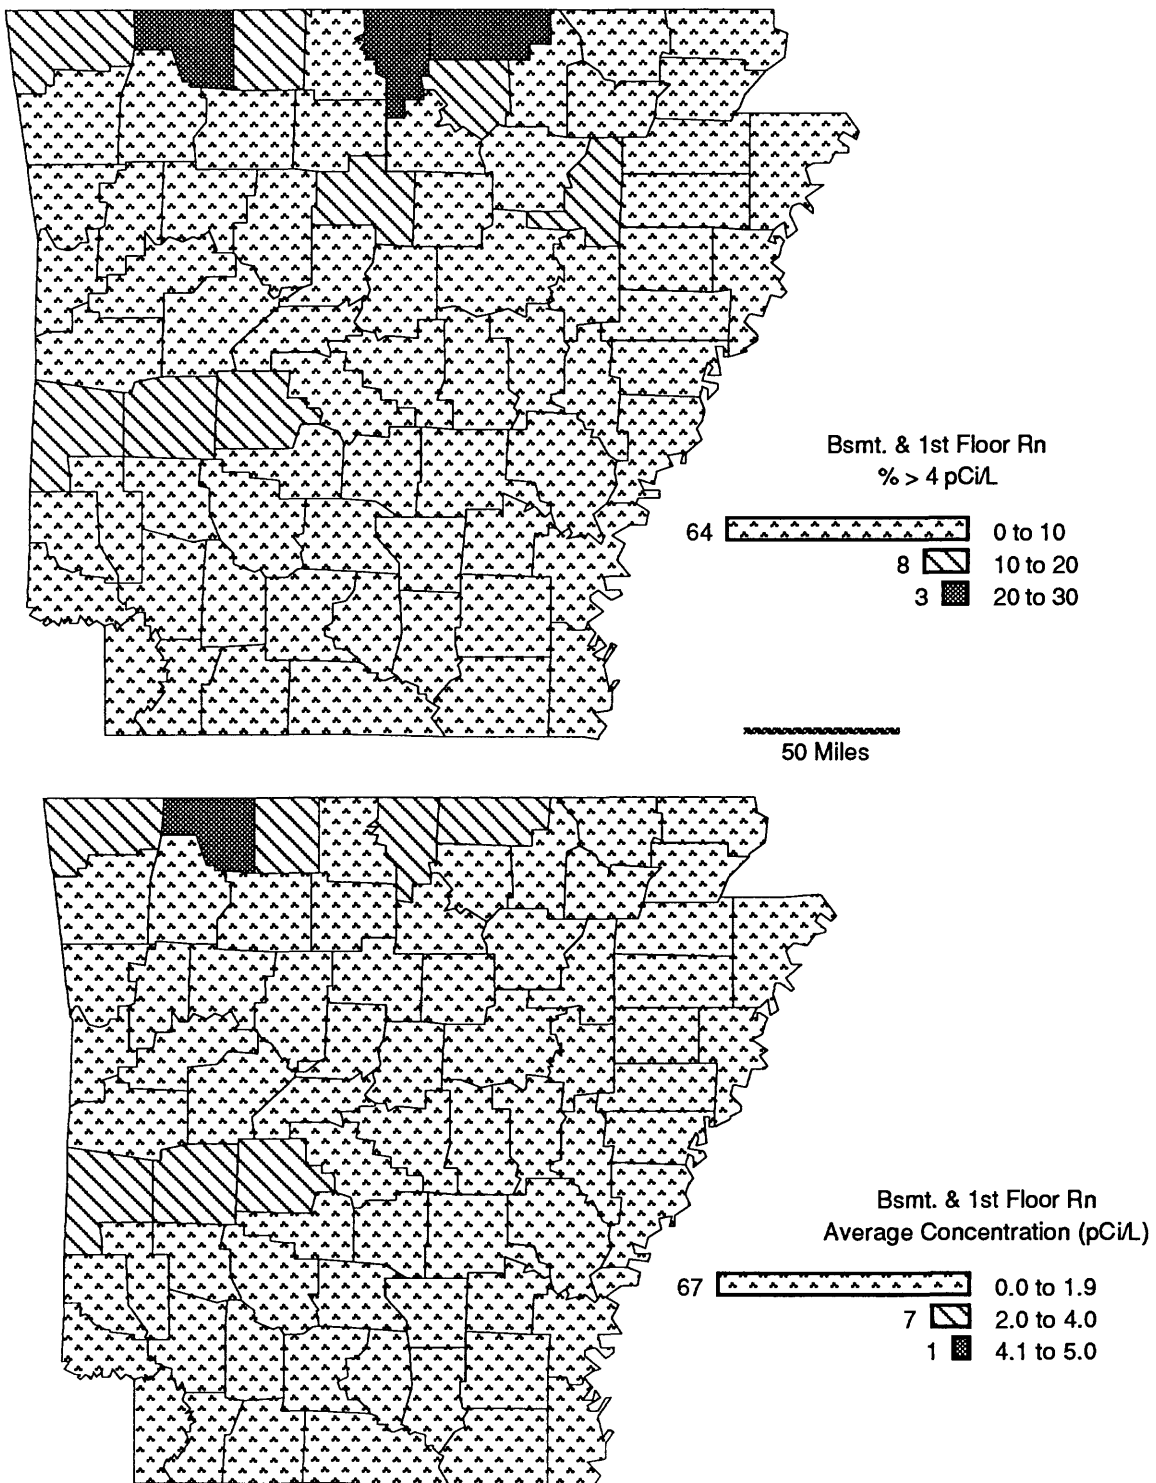 Bsmt. & 1st Floor Rn
% > 4 pCi/L
64 0 to 10
8 10 to 20
3 20 to 30
50 Miles
Bsmt. & 1st Floor Rn
Average Concentration (pCi/L)
67 0.0 to 1.9
7 2.0 to 4.0
1 4.1 to 5.0